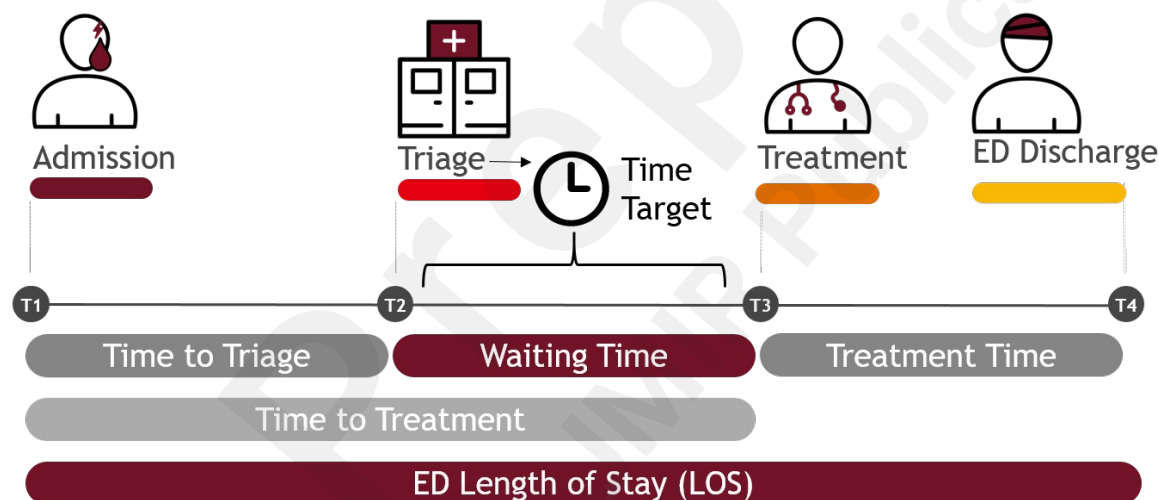 Admission
Triage
Time
Target
Treatment
ED Discharge
T1
T2
T3
T4
Time to Triage
Waiting Time
Treatment Time
Time to Treatment
ED Length of Stay (LOS)